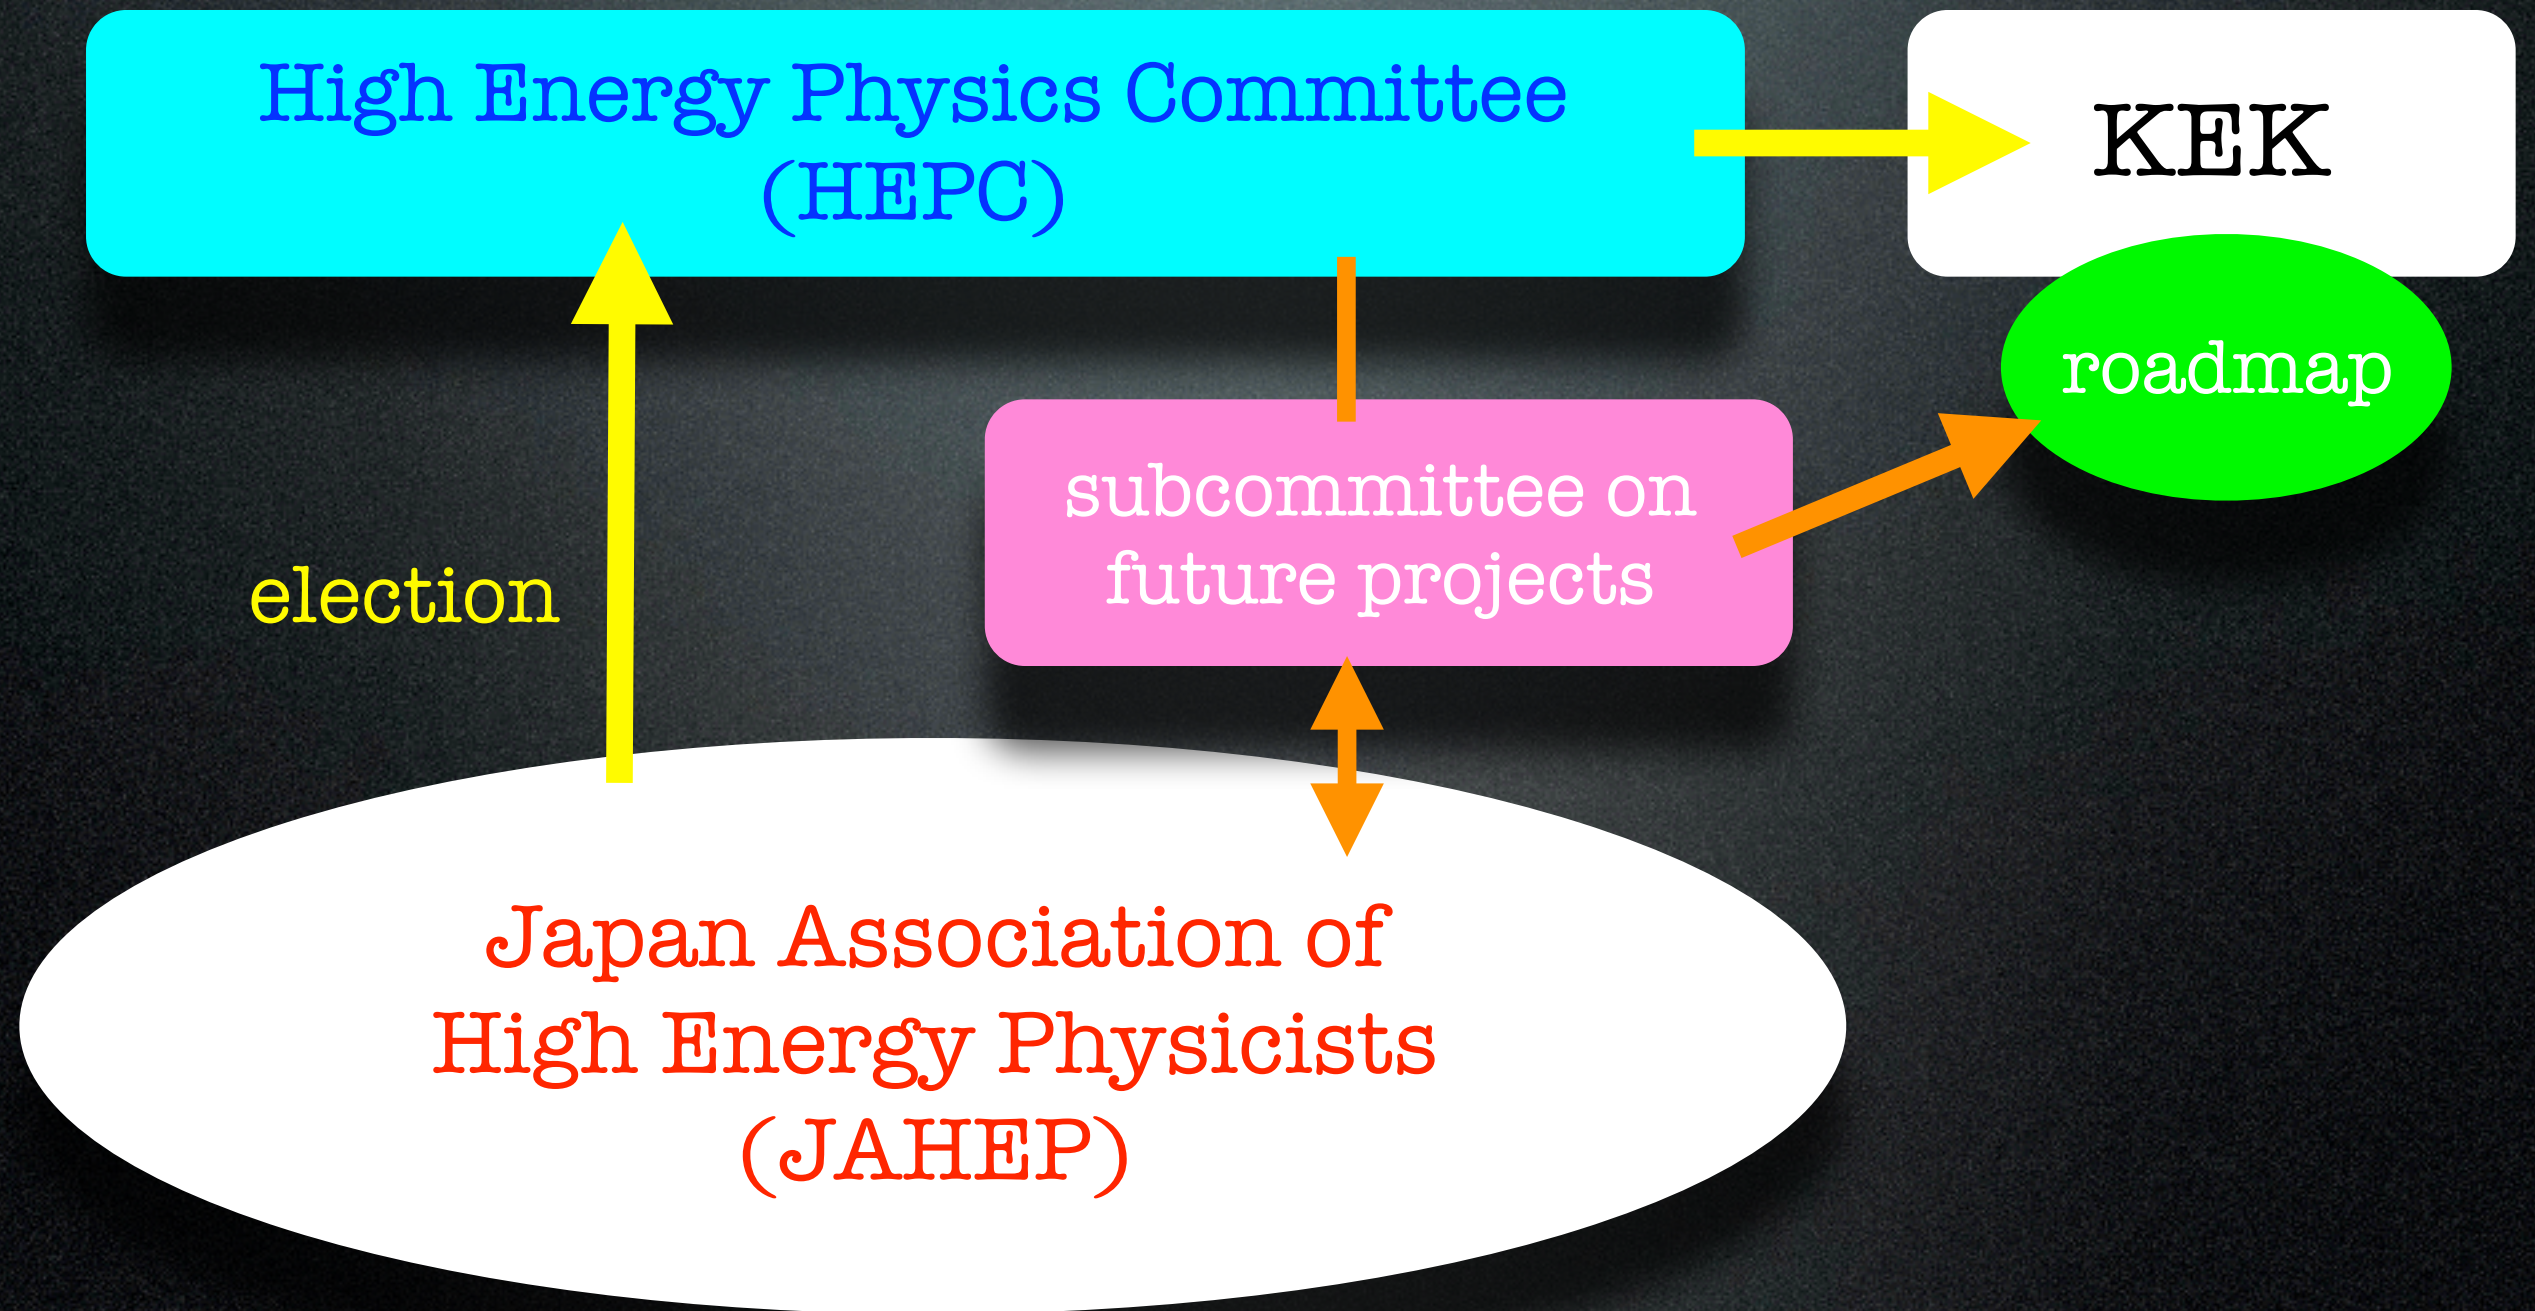 High Energy Physics Committee
(HEPC)
KEK
roadmap
subcommittee on
future projects
election
Japan Association of
High Energy Physicists
(JAHEP)